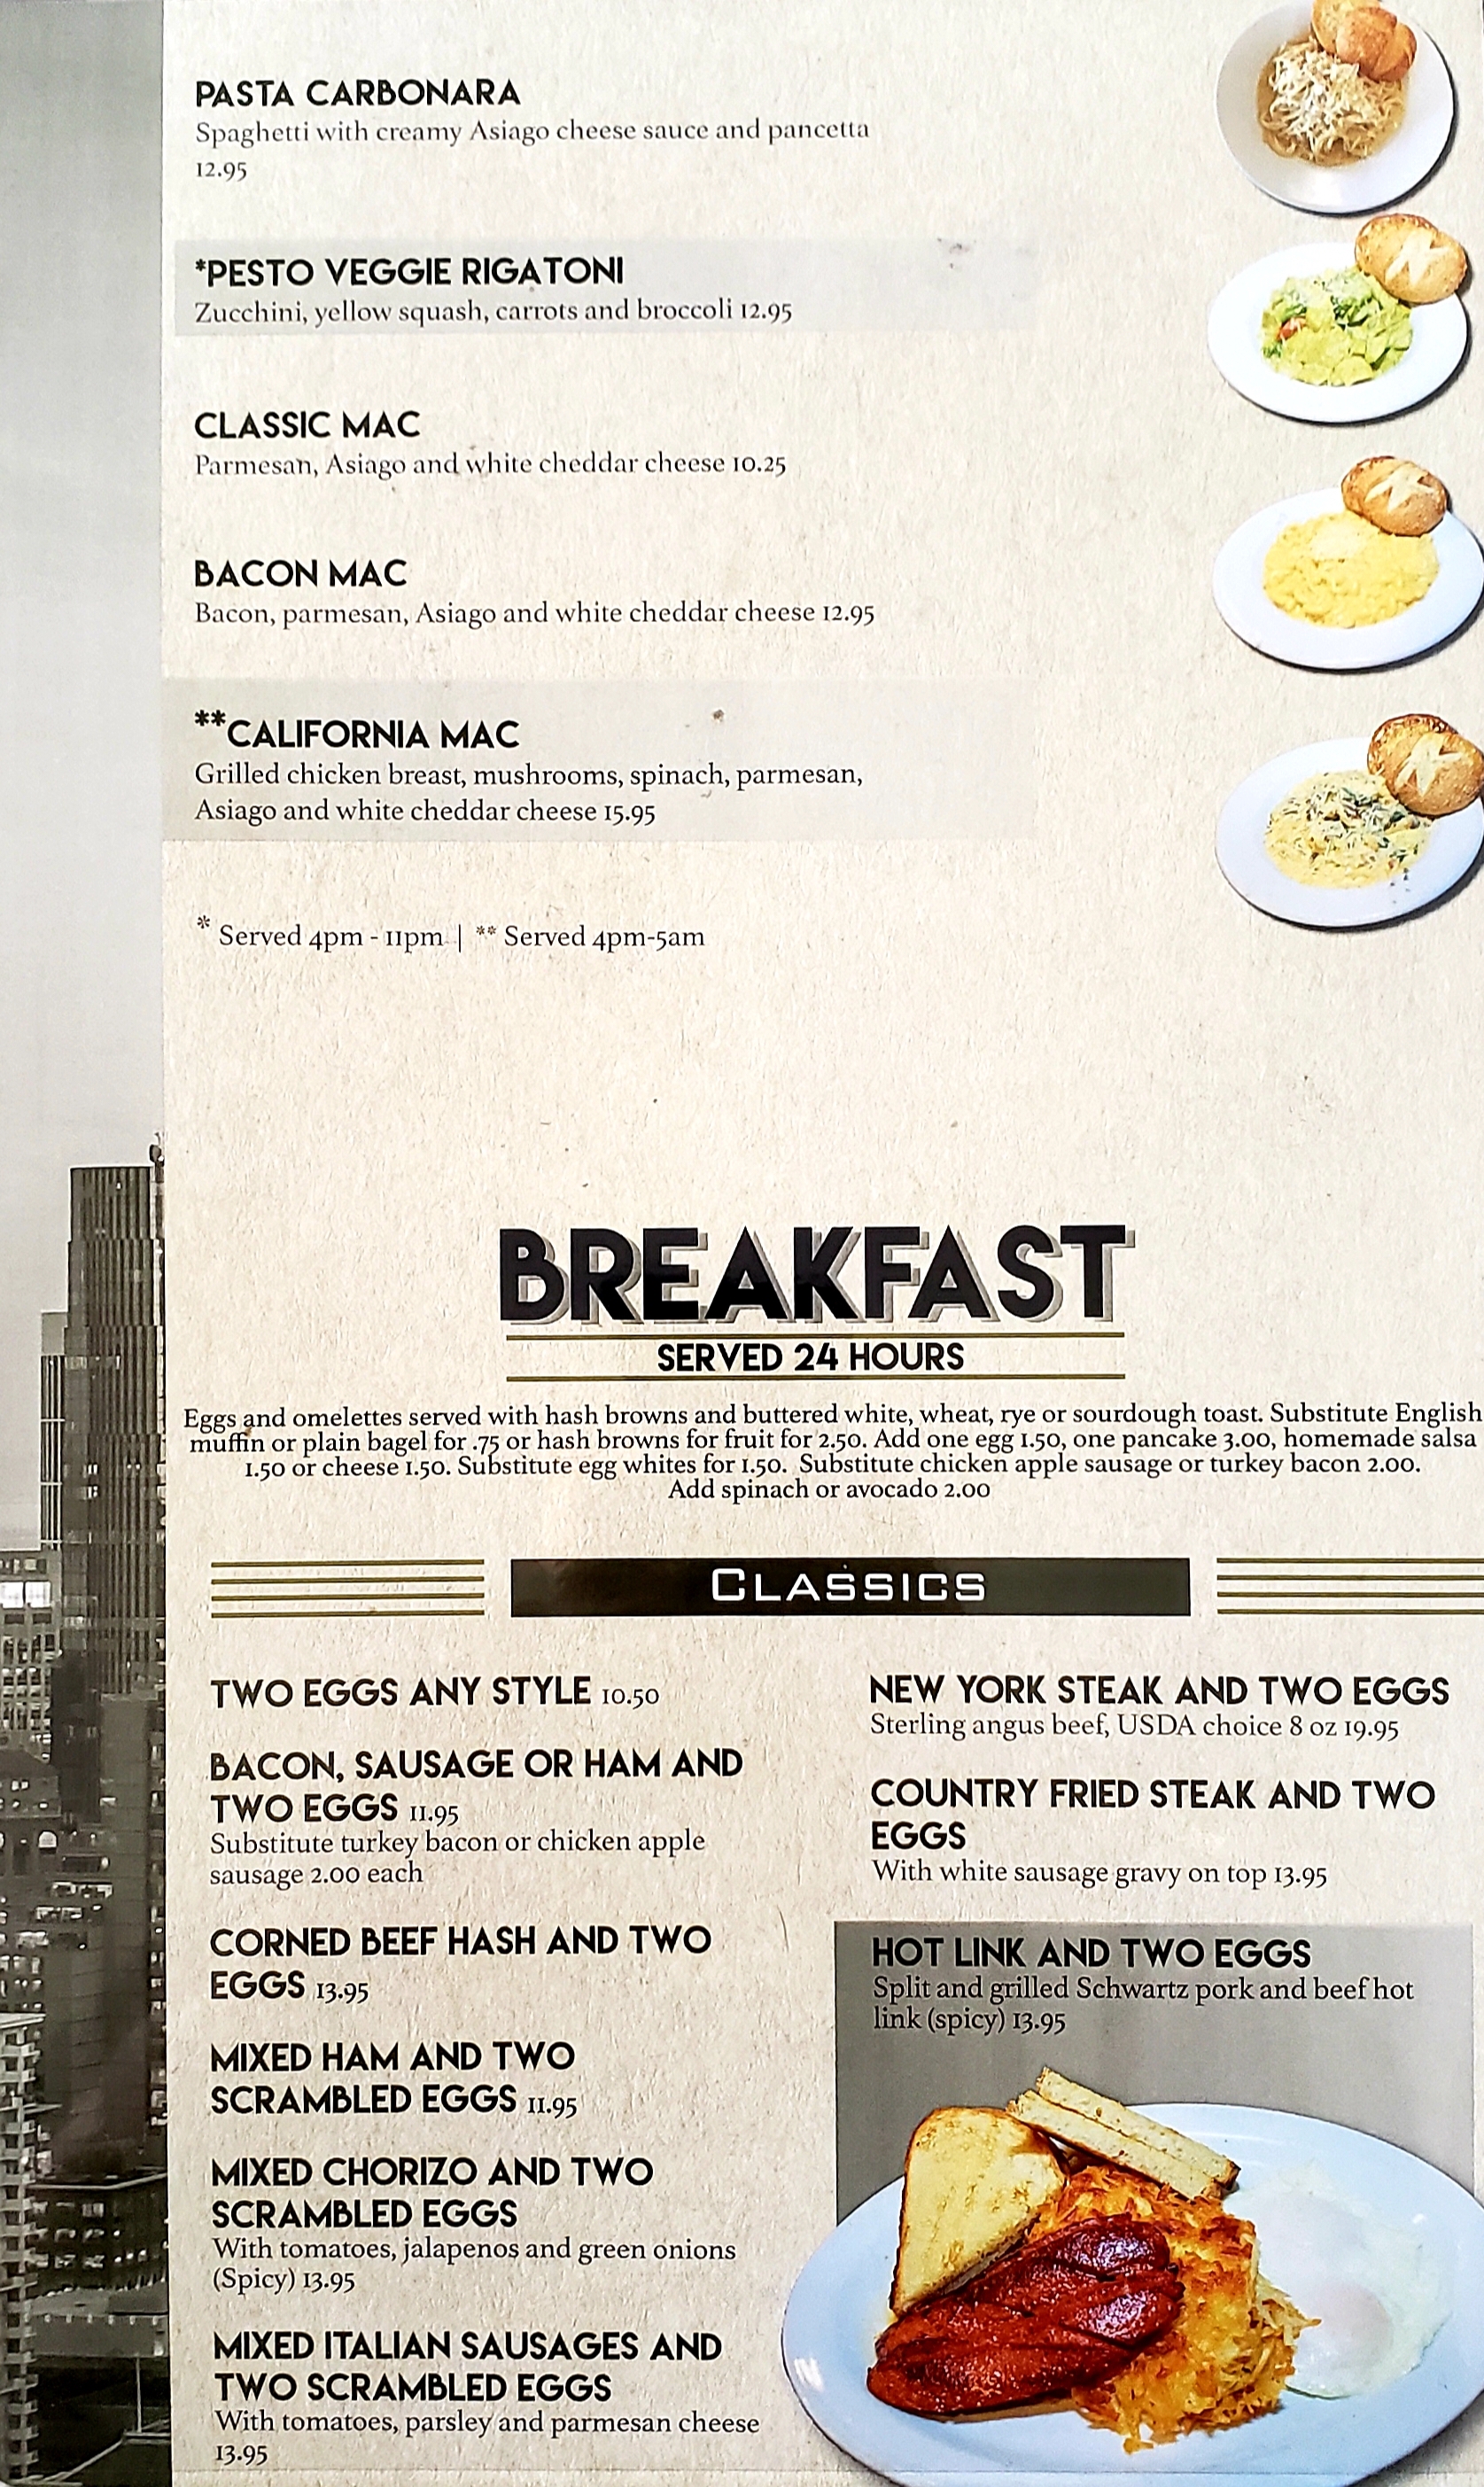 PASTA CARBONARA
Spaghetti with creamy Asiago cheese sauce and pancetta
12.95
*PESTO VEGGIE RIGATONI
Zucchini, yellow squash, carrots and broccoli 12.95
CLASSIC MAC
Parmesan, Asiago and white cheddar cheese 10.25
BACON MAC
Bacon, parmesan, Asiago and white cheddar cheese 12.95
**CALIFORNIA MAC
Grilled chicken breast, mushrooms, spinach, parmesan,
Asiago and white cheddar cheese 15.95
* Served 4pm - 11pm | ** Served 4pm-5am
BREAKFAST
SERVED 24 HOURS
Eggs and omelettes served with hash browns and buttered white, wheat, rye or sourdough toast. Substitute English
muffin or plain bagel for .75 or hash browns for fruit for 2.50. Add one egg 1.50, one pancake 3.00, homemade salsa
1.50 or cheese 1.50. Substitute egg whites for 1.50. Substitute chicken apple sausage or turkey bacon 2.00.
Add spinach or avocado 2.00
CLASSICS
TWO EGGS ANY STYLE 10.50
BACON, SAUSAGE OR HAM AND
TWO EGGS 11.95
Substitute turkey bacon or chicken apple
sausage 2.00 each
CORNED BEEF HASH AND TWO
EGGS 13.95
MIXED HAM AND TWO
SCRAMBLED EGGS 11.95
MIXED CHORIZO AND TWO
SCRAMBLED EGGS
With tomatoes, jalapenos and green onions
(Spicy) 13.95
MIXED ITALIAN SAUSAGES AND
TWO SCRAMBLED EGGS
With tomatoes, parsley and parmesan cheese
13.95
NEW YORK STEAK AND TWO EGGS
Sterling angus beef, USDA choice 8 oz 19.95
COUNTRY FRIED STEAK AND TWO
EGGS
With white sausage gravy on top 13.95
HOT LINK AND TWO EGGS
Split and grilled Schwartz pork and beef hot
link (spicy) 13.95